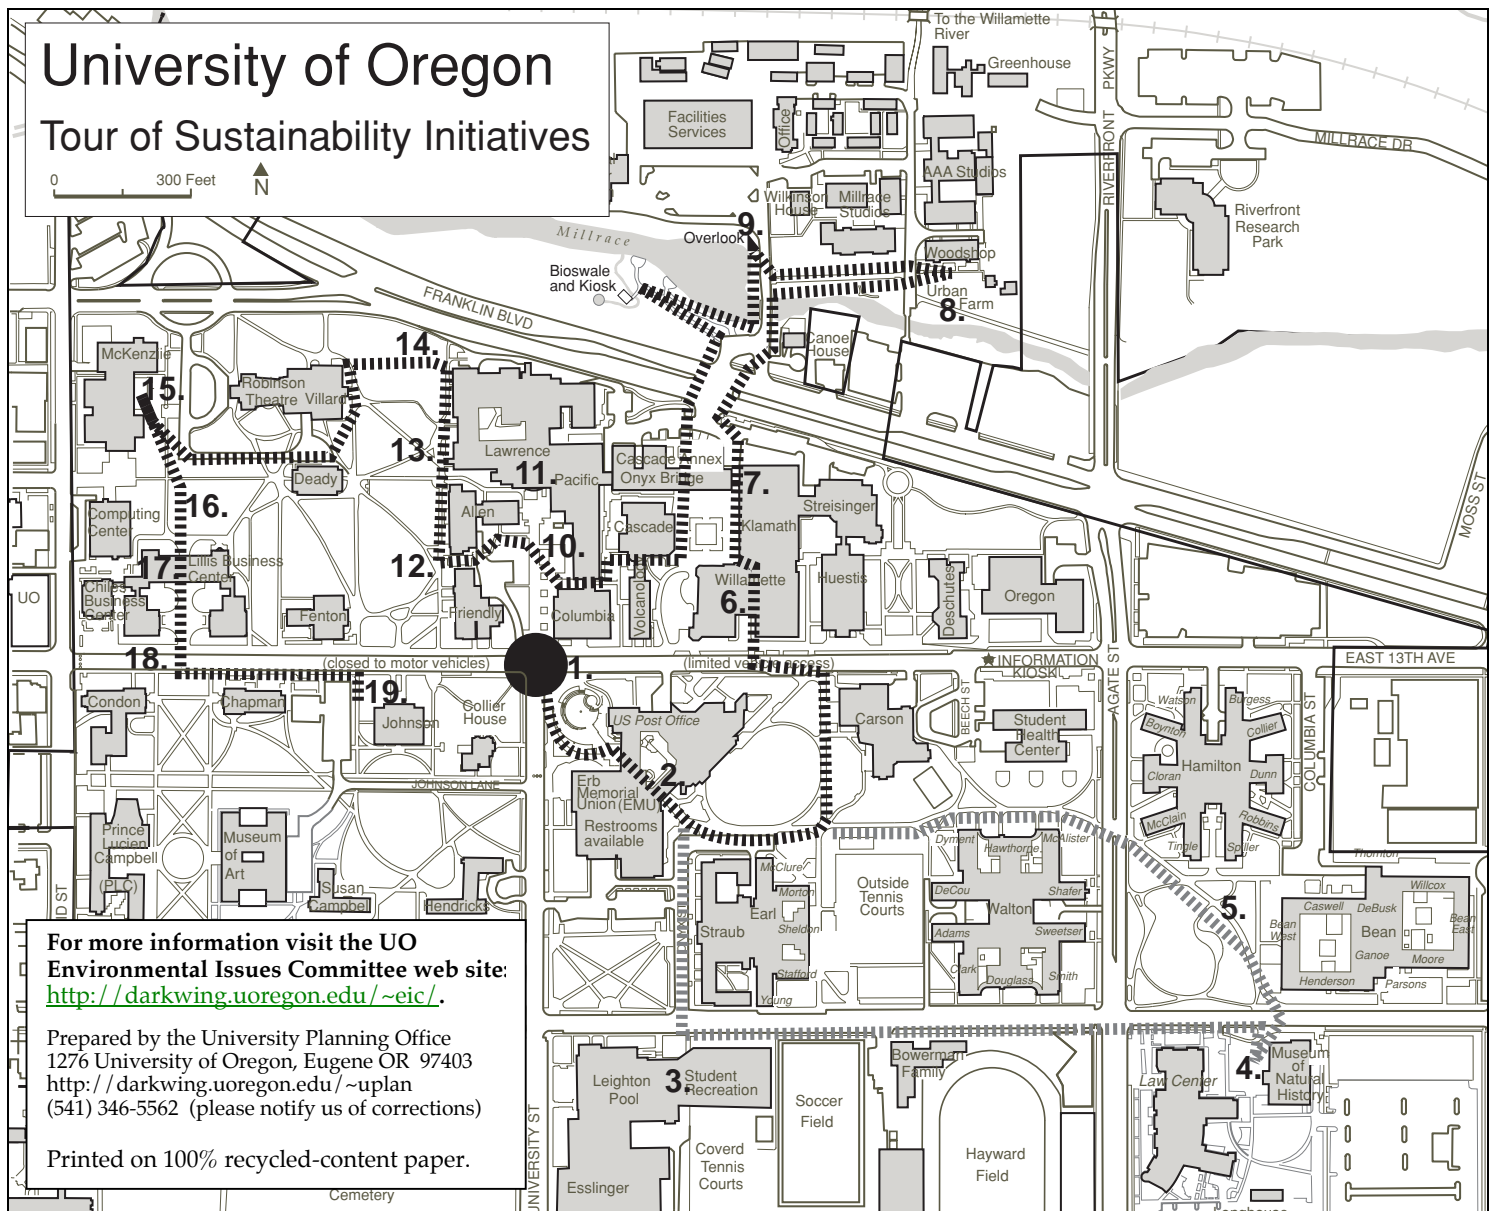 University of Oregon
Tour of Sustainability Initiatives
0
300 Feet
N
To the Willamette
River
Greenhouse
RIVERFRONT PKWY
MILLRACE DR
Facilities
Services
Office
AAA Studios
Wilkinson
House
Millrace
Studios
Riverfront
Research
Park
9.
Overlook
Millrace
Woodshop
Bioswale
and Kiosk
Urban
Farm
8.
FRANKLIN BLVD
Canoe
House
McKenzie
14.
15.
Robinson
Theatre
Villard
13.
Lawrence
11.
Pacific
Cascade Annex
Onyx Bridge
7.
Deady
MOSS ST
16.
Computing
Center
Allen
Cascade
Klamath
Streisinger
10.
12.
17.
Lillis Business
Center
Chiles
Business
Center
UO
Fenton
Friendly
Columbia
Volcanology
Willamette
6.
Huestis
Deschutes
Oregon
18.
(closed to motor vehicles)
1.
(limited vehicle access)
INFORMATION
KIOSK
AGATE ST
EAST 13TH AVE
19.
Condon
Chapman
Johnson
Collier
House
US Post Office
Carson
BEECH ST
Student
Health
Center
Watson
Burgess
Boynton
Collier
Hamilton
Cloran
Dunn
COLUMBIA ST
McClain
Robbins
Tingle
Spiller
2.
JOHNSON LANE
Erb
Memorial
Union (EMU)
Restrooms
available
Prince
Lucien
Campbell
(PLC)
Museum
of
Art
Susan
Campbel
Hendricks
McClure
Morton
Earl
Straub
Sheldon
Stafford
Young
Outside
Tennis
Courts
Dyment
Hawthorne
McAlister
DeCou
Shafer
Walton
Adams
Sweetser
Clark
Douglass
Smith
5.
Thornton
Willcox
Caswell
DeBusk
Bean
West
Bean
Bean
East
Ganoe
Moore
Henderson
Parsons
ND ST
For more information visit the UO
Environmental Issues Committee web site:
http://darkwing.uoregon.edu/~eic/.
Prepared by the University Planning Office
1276 University of Oregon, Eugene OR 97403
http://darkwing.uoregon.edu/~uplan
(541) 346-5562 (please notify us of corrections)
Printed on 100% recycled-content paper.
Cemetery
UNIVERSITY ST
Leighton
Pool
3.
Student
Recreation
Esslinger
Coverd
Tennis
Courts
Soccer
Field
Bowerman
Family
Hayward
Field
Law Center
4.
Museum
of
Natural
History